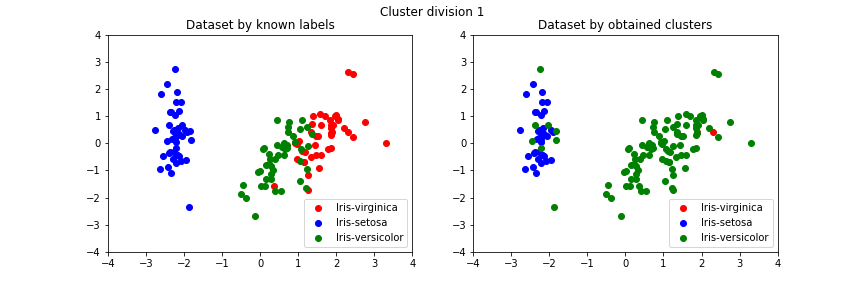 Cluster division 1
Dataset by known labels
4
3
2
1
0
−1
−2
−3
−4
−4 −3 −2 −1 0 1 2 3 4
Iris-virginica
Iris-setosa
Iris-versicolor
Dataset by obtained clusters
4
3
2
1
0
−1
−2
−3
−4
−4 −3 −2 −1 0 1 2 3 4
Iris-virginica
Iris-setosa
Iris-versicolor